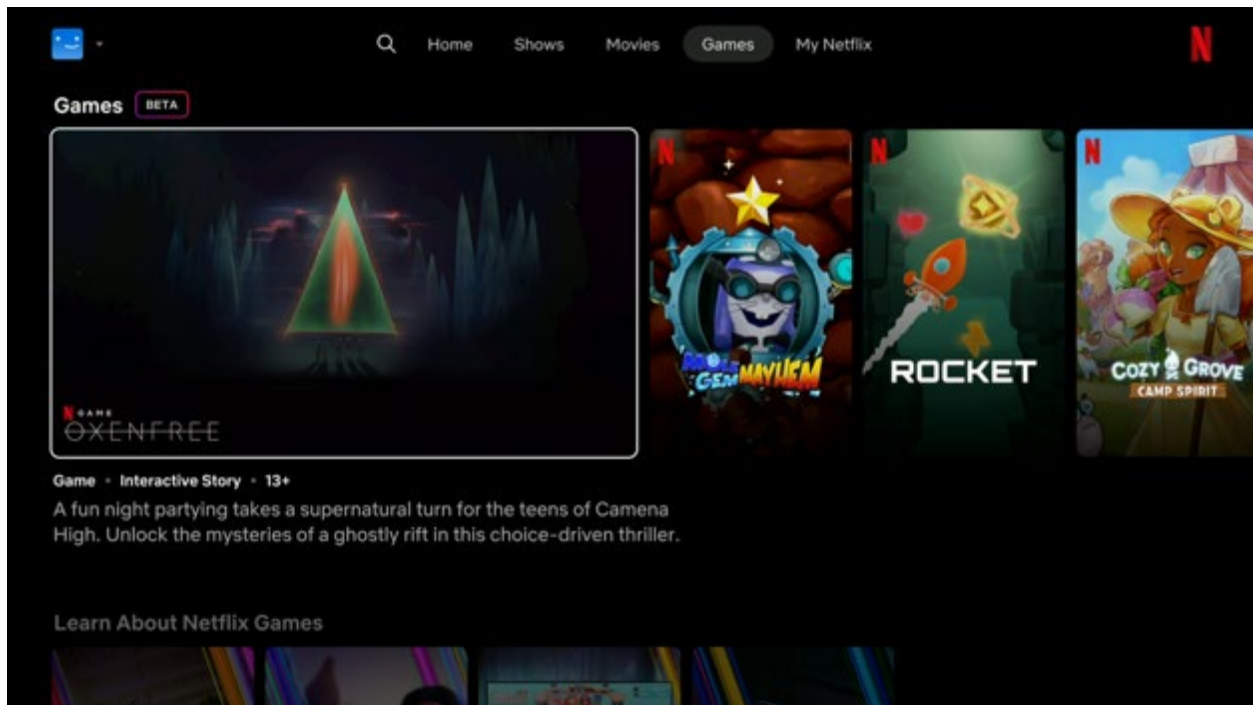 Home Shows Movies Games My Netflix N
Games BETA
N N N
MOLE
GEM MAYHEM
ROCKET
COZY GROVE
CAMP SPIRIT
N GAME
OXENFREE
Game • Interactive Story • 13+
A fun night partying takes a supernatural turn for the teens of Camena
High. Unlock the mysteries of a ghostly rift in this choice-driven thriller.
Learn About Netflix Games